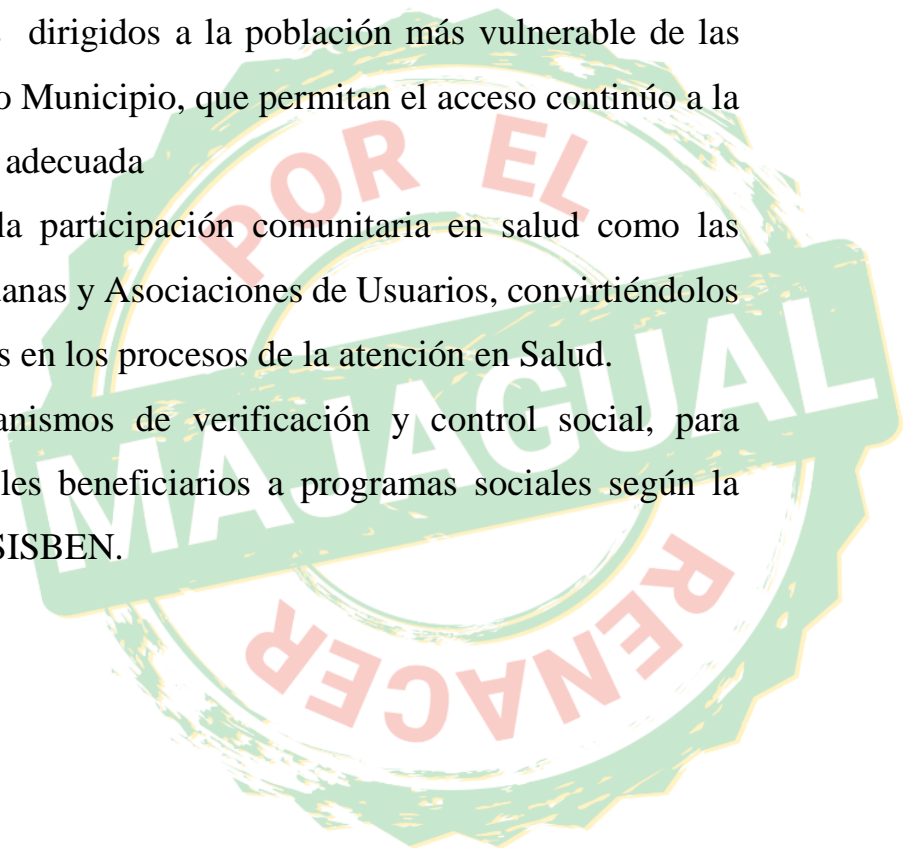 dirigidos a la población más vulnerable de las
o Municipio, que permitan el acceso continúo a la
adecuada
la participación comunitaria en salud como las
danas y Asociaciones de Usuarios, convirtiéndolos
s en los procesos de la atención en Salud.
anismos de verificación y control social, para
les beneficiarios a programas sociales según la
SISBEN.
POR EL
MAJAGUAL
RENACER